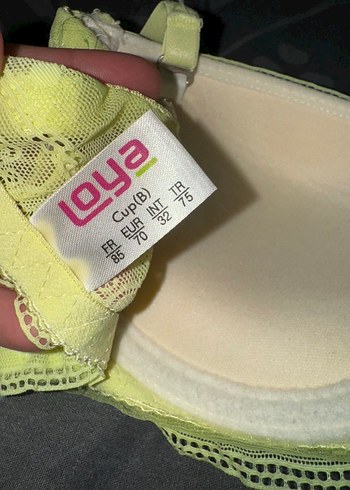 Loya
Cup(B)
FR EUR INT TR
85 70 32 75